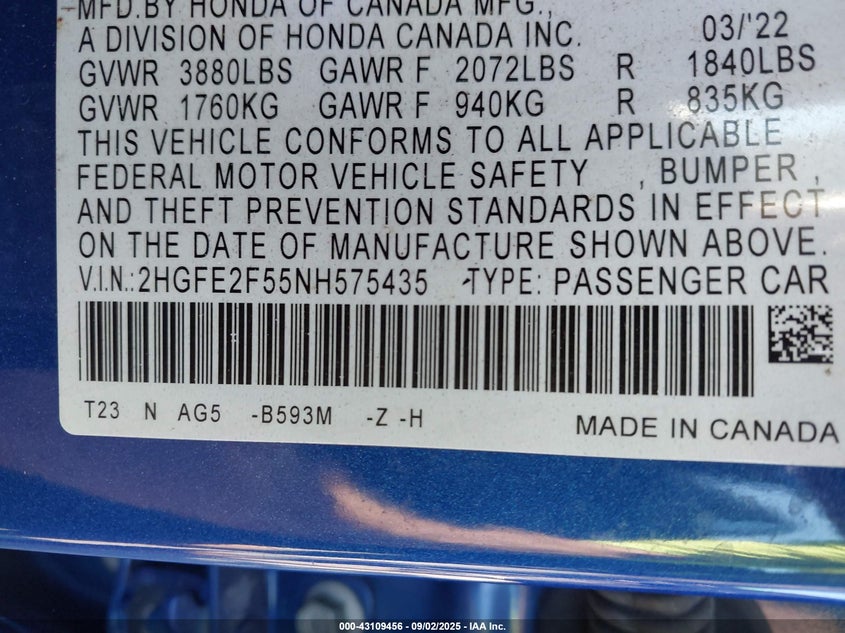 MFD.BY HONDA OF CANADA MFG.,
A DIVISION OF HONDA CANADA INC. 03/'22
GVWR 3880LBS GAWR F 2072LBS R 1840LBS
GVWR 1760KG GAWR F 940KG R 835KG
THIS VEHICLE CONFORMS TO ALL APPLICABLE
FEDERAL MOTOR VEHICLE SAFETY , BUMPER ,
AND THEFT PREVENTION STANDARDS IN EFFECT
ON THE DATE OF MANUFACTURE SHOWN ABOVE.
V.I.N.:2HGFE2F55NH575435 -TYPE: PASSENGER CAR
T23 N AG5 -B593M -Z -H
MADE IN CANADA
000-43109456 - 09/02/2025 - IAA Inc.